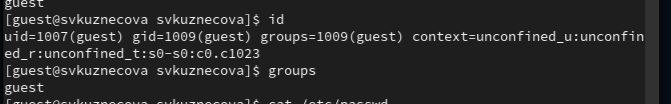 guest
[guest@svkuznecova svkuznecova]$ id
uid=1007(guest) gid=1009(guest) groups=1009(guest) context=unconfined_u:unconfin
ed_r:unconfined_t:s0-s0:c0.c1023
[guest@svkuznecova svkuznecova]$ groups
guest
[guest@svkuznecova svkuznecova]$ cat /etc/passwd